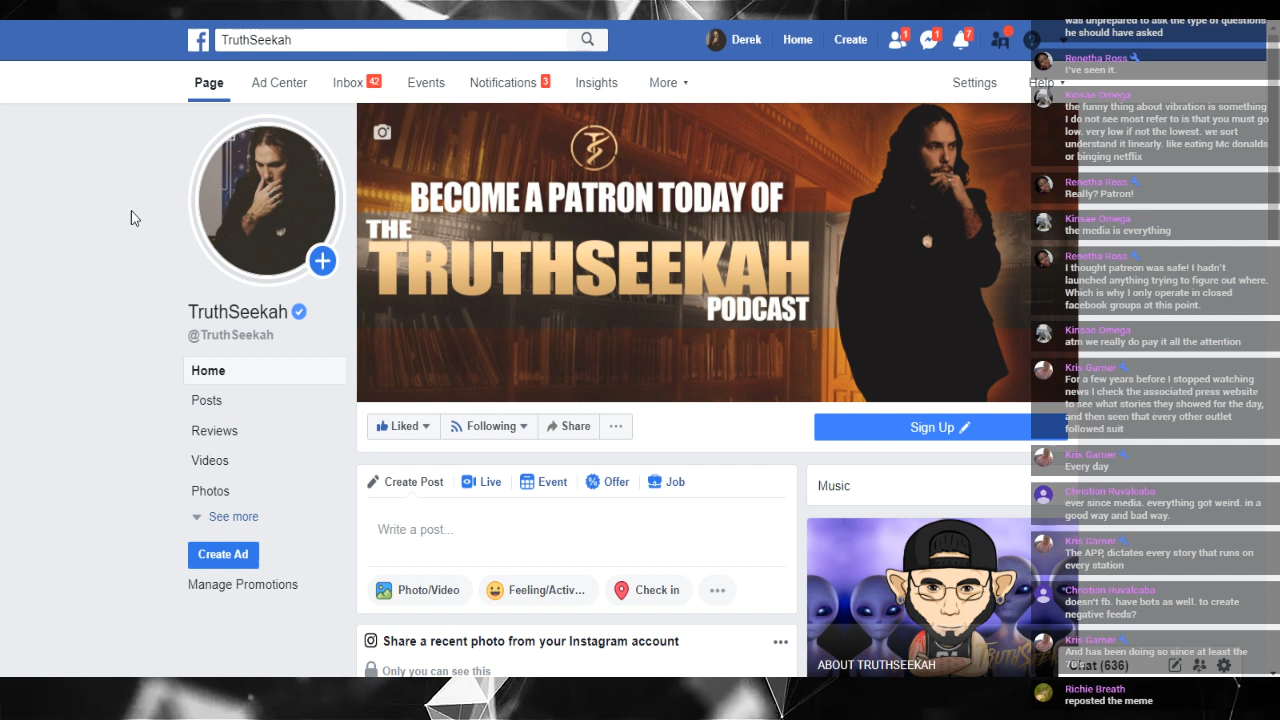 TruthSeekah
Derek
Home
Create
1
1
7
Page
Ad Center
Inbox 42
Events
Notifications 3
Insights
More
Settings
Help
BECOME A PATRON TODAY OF
THE
TRUTHSEEKAH
PODCAST
TruthSeekah
@TruthSeekah
Home
Posts
Reviews
Videos
Photos
See more
Create Ad
Manage Promotions
Liked
Following
Share
Sign Up
Create Post
Live
Event
Offer
Job
Write a post...
Photo/Video
Feeling/Activ...
Check in
Share a recent photo from your Instagram account
Only you can see this
Music
ABOUT TRUTHSEEKAH
Chat (636)
was unprepared to ask the type of questions
he should have asked
Renetha Ross
I've seen it.
Kinsae Omega
the funny thing about vibration is something
I do not see most refer to is that you must go
low. very low if not the lowest. we sort
understand it linearly. like eating Mc donalds
or binging netflix
Renetha Ross
Really? Patron!
Kinsae Omega
the media is everything
Renetha Ross
I thought patreon was safe! I hadn't
launched anything trying to figure out where.
Which is why I only operate in closed
facebook groups at this point.
Kinsae Omega
atm we really do pay it all the attention
Kris Garner
For a few years before I stopped watching
news I check the associated press website
to see what stories they showed for the day,
and then seen that every other outlet
followed suit
Kris Garner
Every day
Christian Ruvalcaba
ever since media. everything got weird. in a
good way and bad way.
Kris Garner
The APP, dictates every story that runs on
every station
Christian Ruvalcaba
doesn't fb. have bots as well. to create
negative feeds?
Kris Garner
And has been doing so since at least the
70's
Richie Breath
reposted the meme